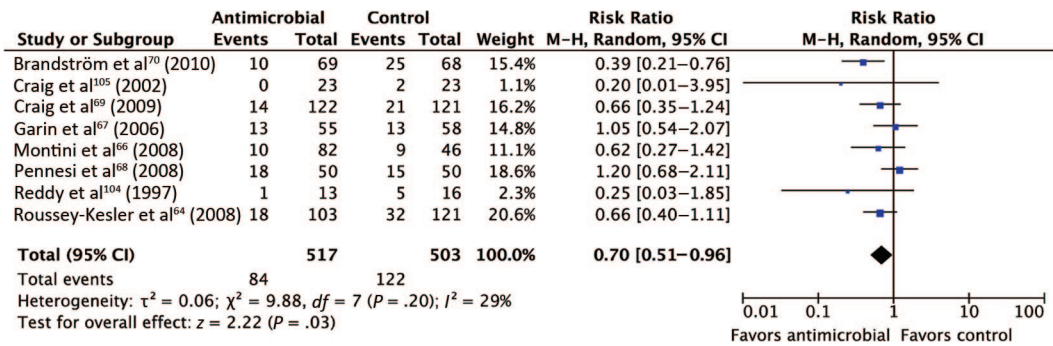 Antimicrobial Control Risk Ratio Risk Ratio
Study or Subgroup Events Total Events Total Weight M–H, Random, 95% CI M–H, Random, 95% CI
Brandström et al⁷⁰ (2010) 10 69 25 68 15.4% 0.39 [0.21–0.76]
Craig et al¹⁰⁵ (2002) 0 23 2 23 1.1% 0.20 [0.01–3.95]
Craig et al⁶⁹ (2009) 14 122 21 121 16.2% 0.66 [0.35–1.24]
Garin et al⁶⁷ (2006) 13 55 13 58 14.8% 1.05 [0.54–2.07]
Montini et al⁶⁶ (2008) 10 82 9 46 11.1% 0.62 [0.27–1.42]
Pennesi et al⁶⁸ (2008) 18 50 15 50 18.6% 1.20 [0.68–2.11]
Reddy et al¹⁰⁴ (1997) 1 13 5 16 2.3% 0.25 [0.03–1.85]
Roussey-Kesler et al⁶⁴ (2008) 18 103 32 121 20.6% 0.66 [0.40–1.11]
Total (95% CI) 517 503 100.0% 0.70 [0.51–0.96]
Total events 84 122
Heterogeneity: τ² = 0.06; χ² = 9.88, df = 7 (P = .20); I² = 29%
Test for overall effect: z = 2.22 (P = .03)
0.01 0.1 1 10 100
Favors antimicrobial Favors control